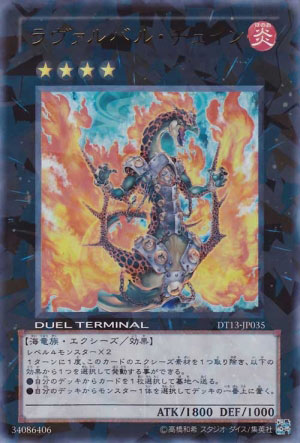 ラヴァルバル・チェイン
炎
DUEL TERMINAL
DT13-JP035
【海竜族・エクシーズ/効果】
レベル4モンスター×2
1ターンに1度、このカードのエクシーズ素材を1つ取り除き、以下の
効果から1つを選択して発動する事ができる。
●自分のデッキからカードを1枚選択して墓地へ送る。
●自分のデッキからモンスター1体を選択してデッキの一番上に置く。
ATK/1800 DEF/1000
34086406
©高橋和希 スタジオ・ダイス/集英社